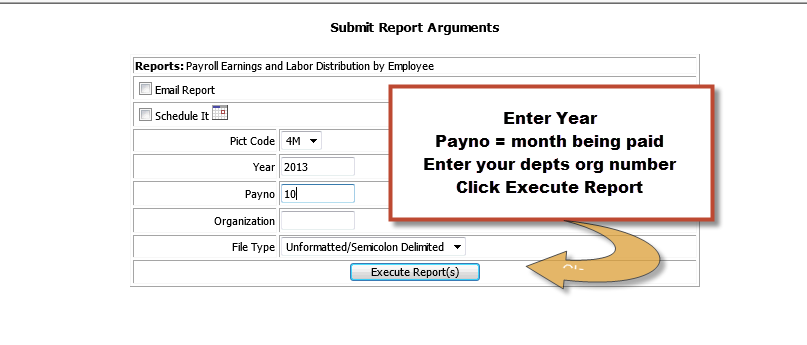 Submit Report Arguments
Reports: Payroll Earnings and Labor Distribution by Employee
Email Report
Schedule It
Pict Code 4M
Year 2013
Payno 10
Organization
File Type Unformatted/Semicolon Delimited
Execute Report(s)
Enter Year
Payno = month being paid
Enter your depts org number
Click Execute Report